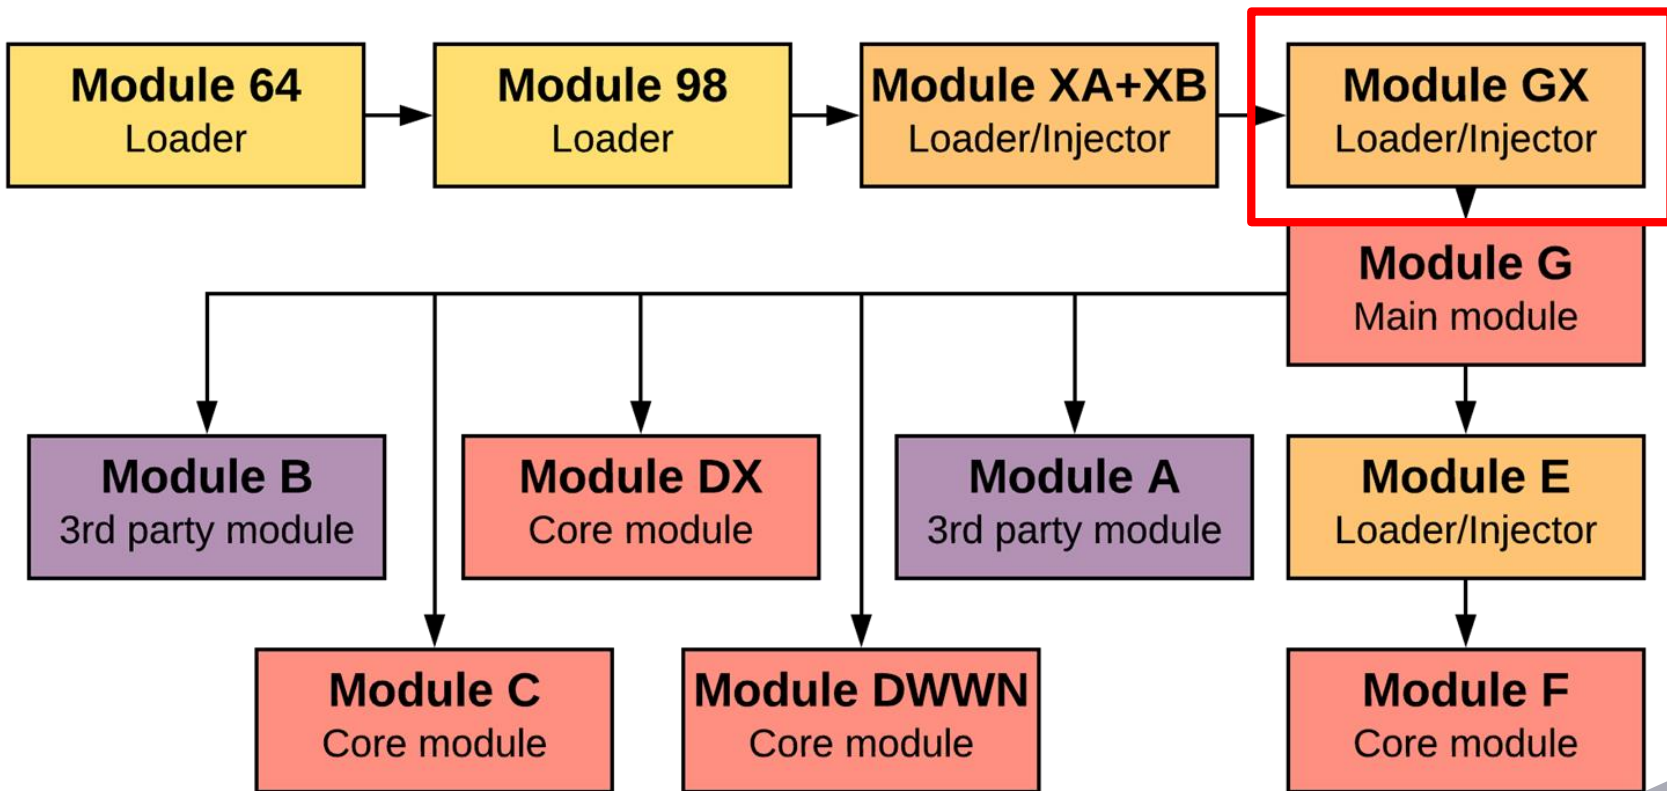 Module 64
Loader
Module 98
Loader
Module XA+XB
Loader/Injector
Module GX
Loader/Injector
Module G
Main module
Module B
3rd party module
Module DX
Core module
Module A
3rd party module
Module E
Loader/Injector
Module C
Core module
Module DWWN
Core module
Module F
Core module